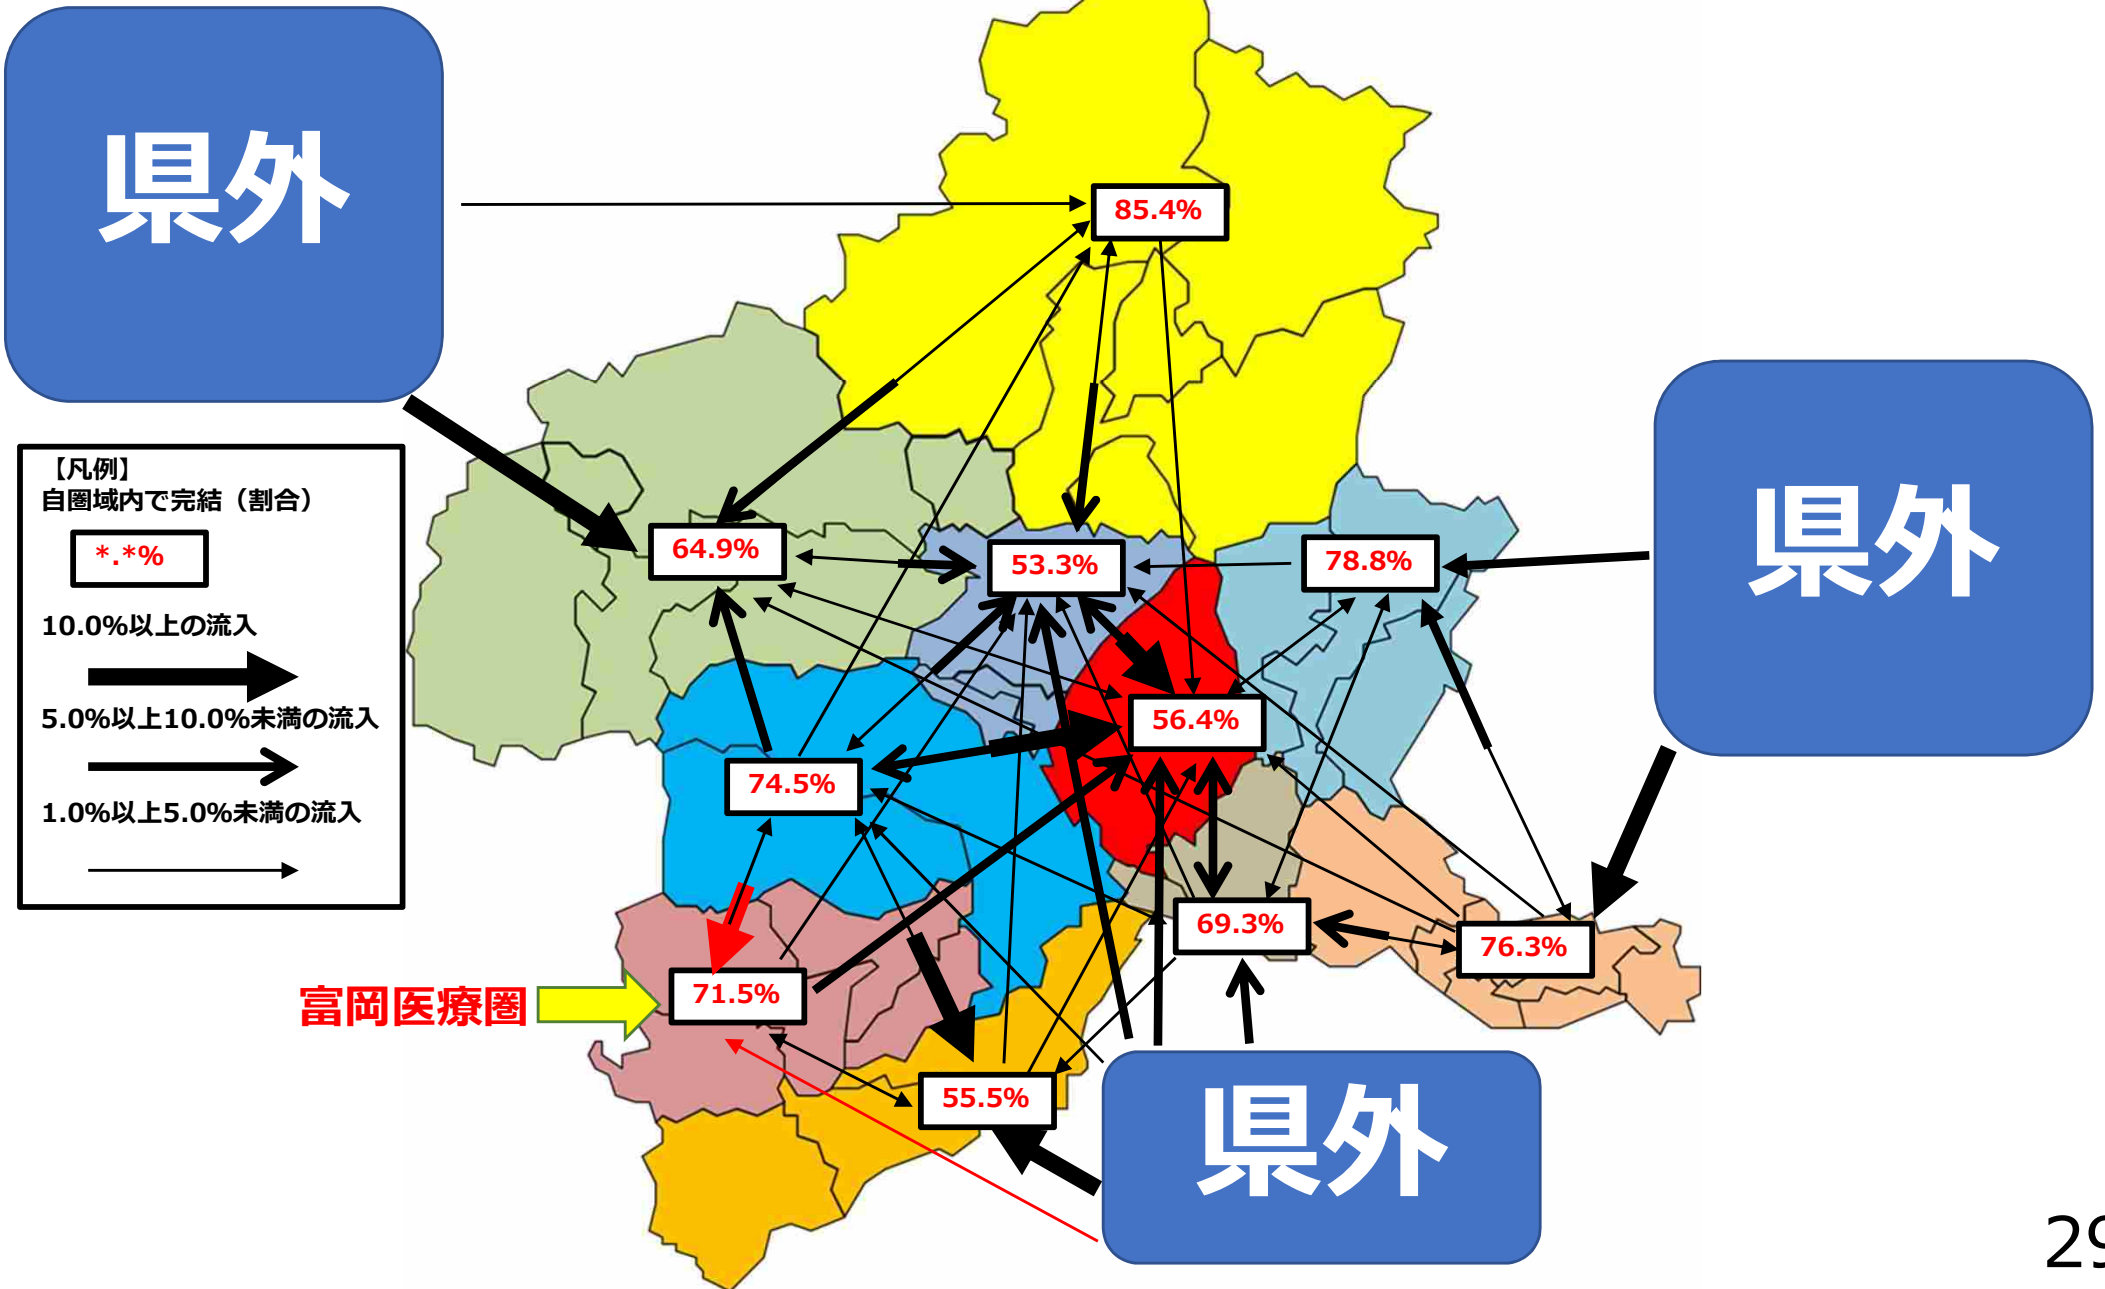 県外
85.4%
県外
【凡例】
自圏域内で完結（割合）
*.*%
10.0%以上の流入
5.0%以上10.0%未満の流入
1.0%以上5.0%未満の流入
64.9%
53.3%
78.8%
56.4%
74.5%
69.3%
76.3%
71.5%
富岡医療圏
55.5%
県外
29